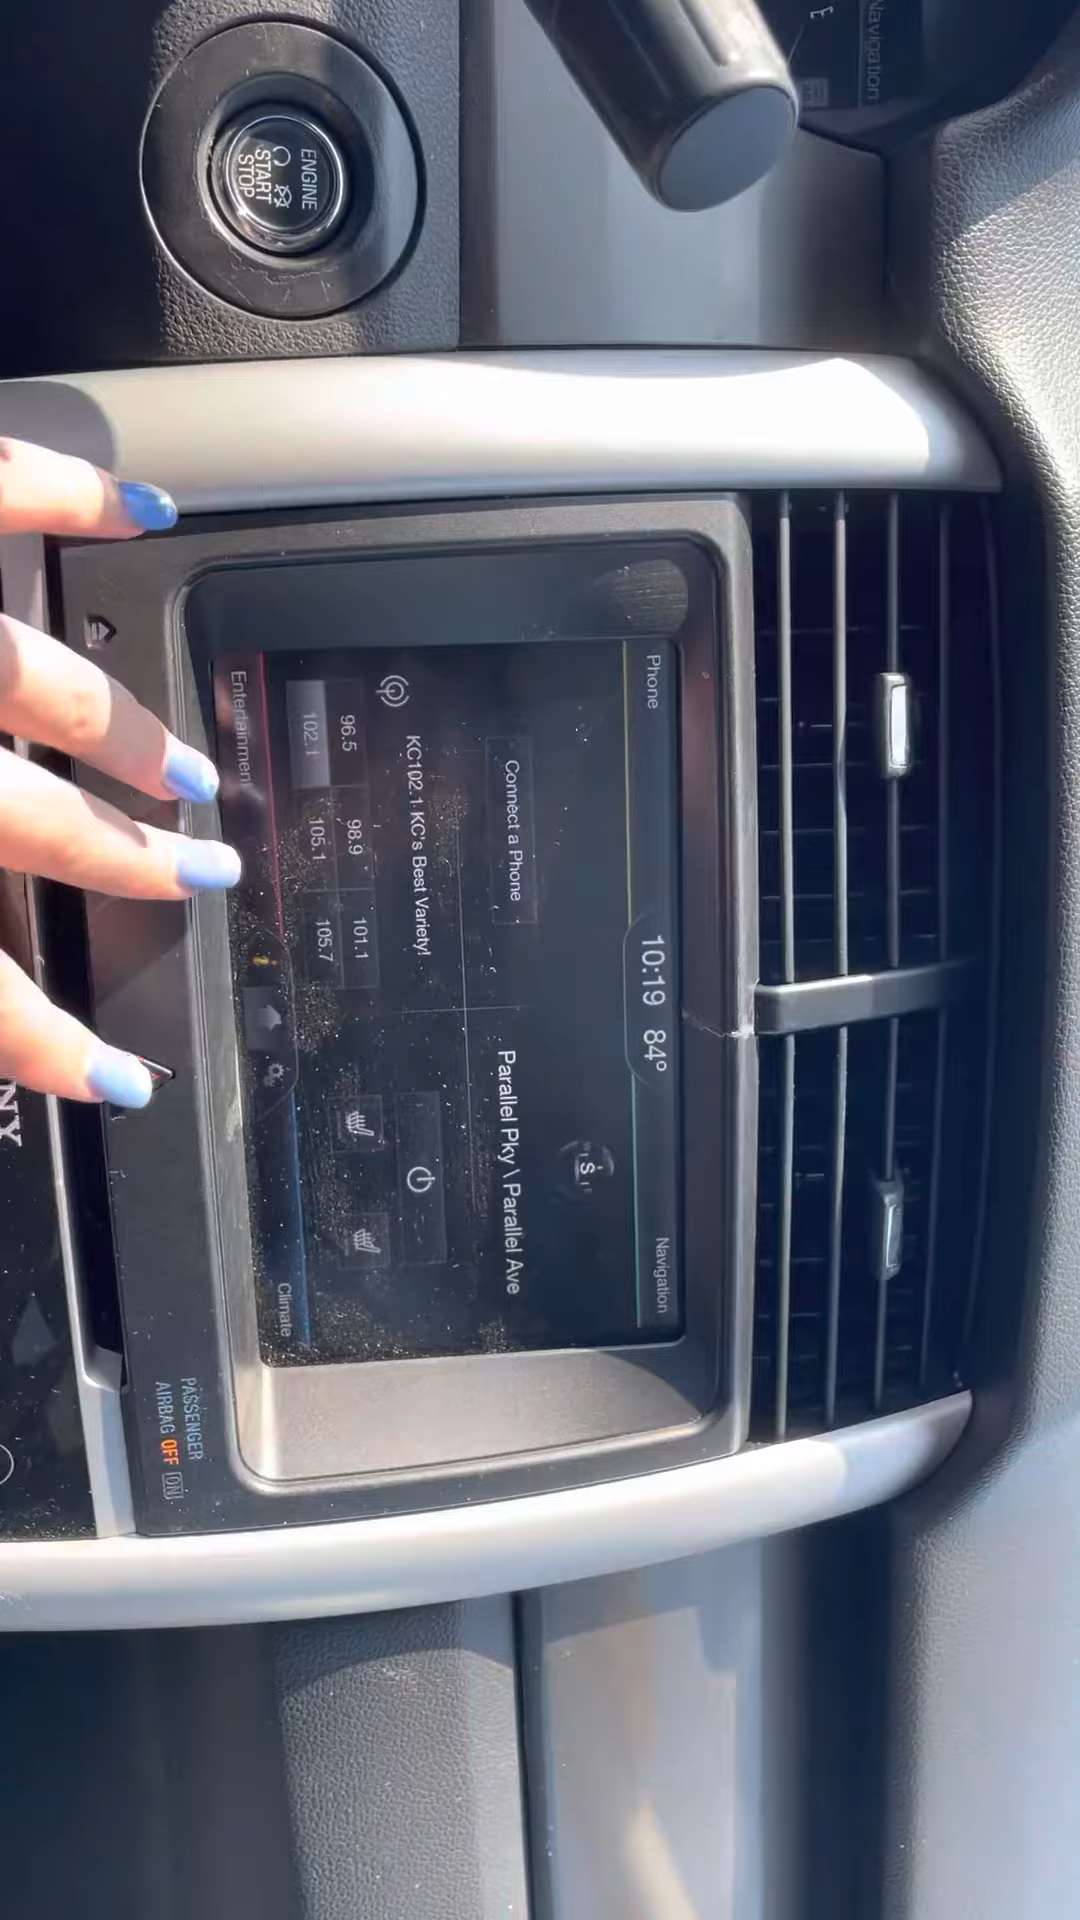 Navigation
E
ENGINE
START
STOP
Phone
10:19 84°
Navigation
S
Connect a Phone
Parallel Pky \ Parallel Ave
KC102.1 KC's Best Variety!
96.5
98.9
101.1
102.1
105.1
105.7
Entertainment
i
Climate
PASSENGER
AIRBAG OFF ON
NY